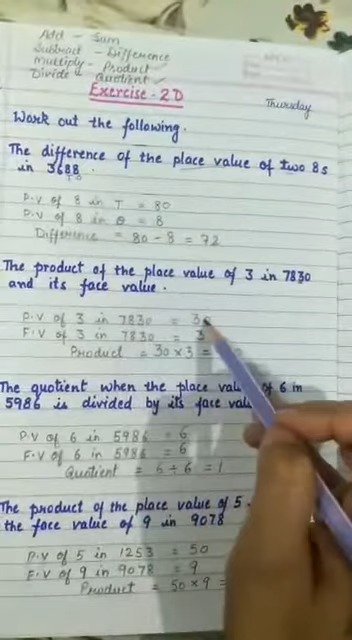 Add - Sum
Subtract - Difference
Multiply - Product
Divide - Quotient
Exercise - 2D
Thursday
Work out the following.
The difference of the place value of two 8s
in 3688.
T O
P.V of 8 in T = 80
P.V of 8 in O = 8
Difference = 80 - 8 = 72
The product of the place value of 3 in 7830
and its face value.
P.V of 3 in 7830 = 30
F.V of 3 in 7830 = 3
Product = 30 × 3 =
The quotient when the place value of 6 in
5986 is divided by its face
P.V of 6 in 5986 = 6
F.V of 6 in 5986 = 6
Quotient = 6 ÷ 6 = 1
The product of the place value of 5
the face value of 9 in 9078
P.V of 5 in 1253 = 50
F.V of 9 in 9078 = 9
Product = 50 × 9 =